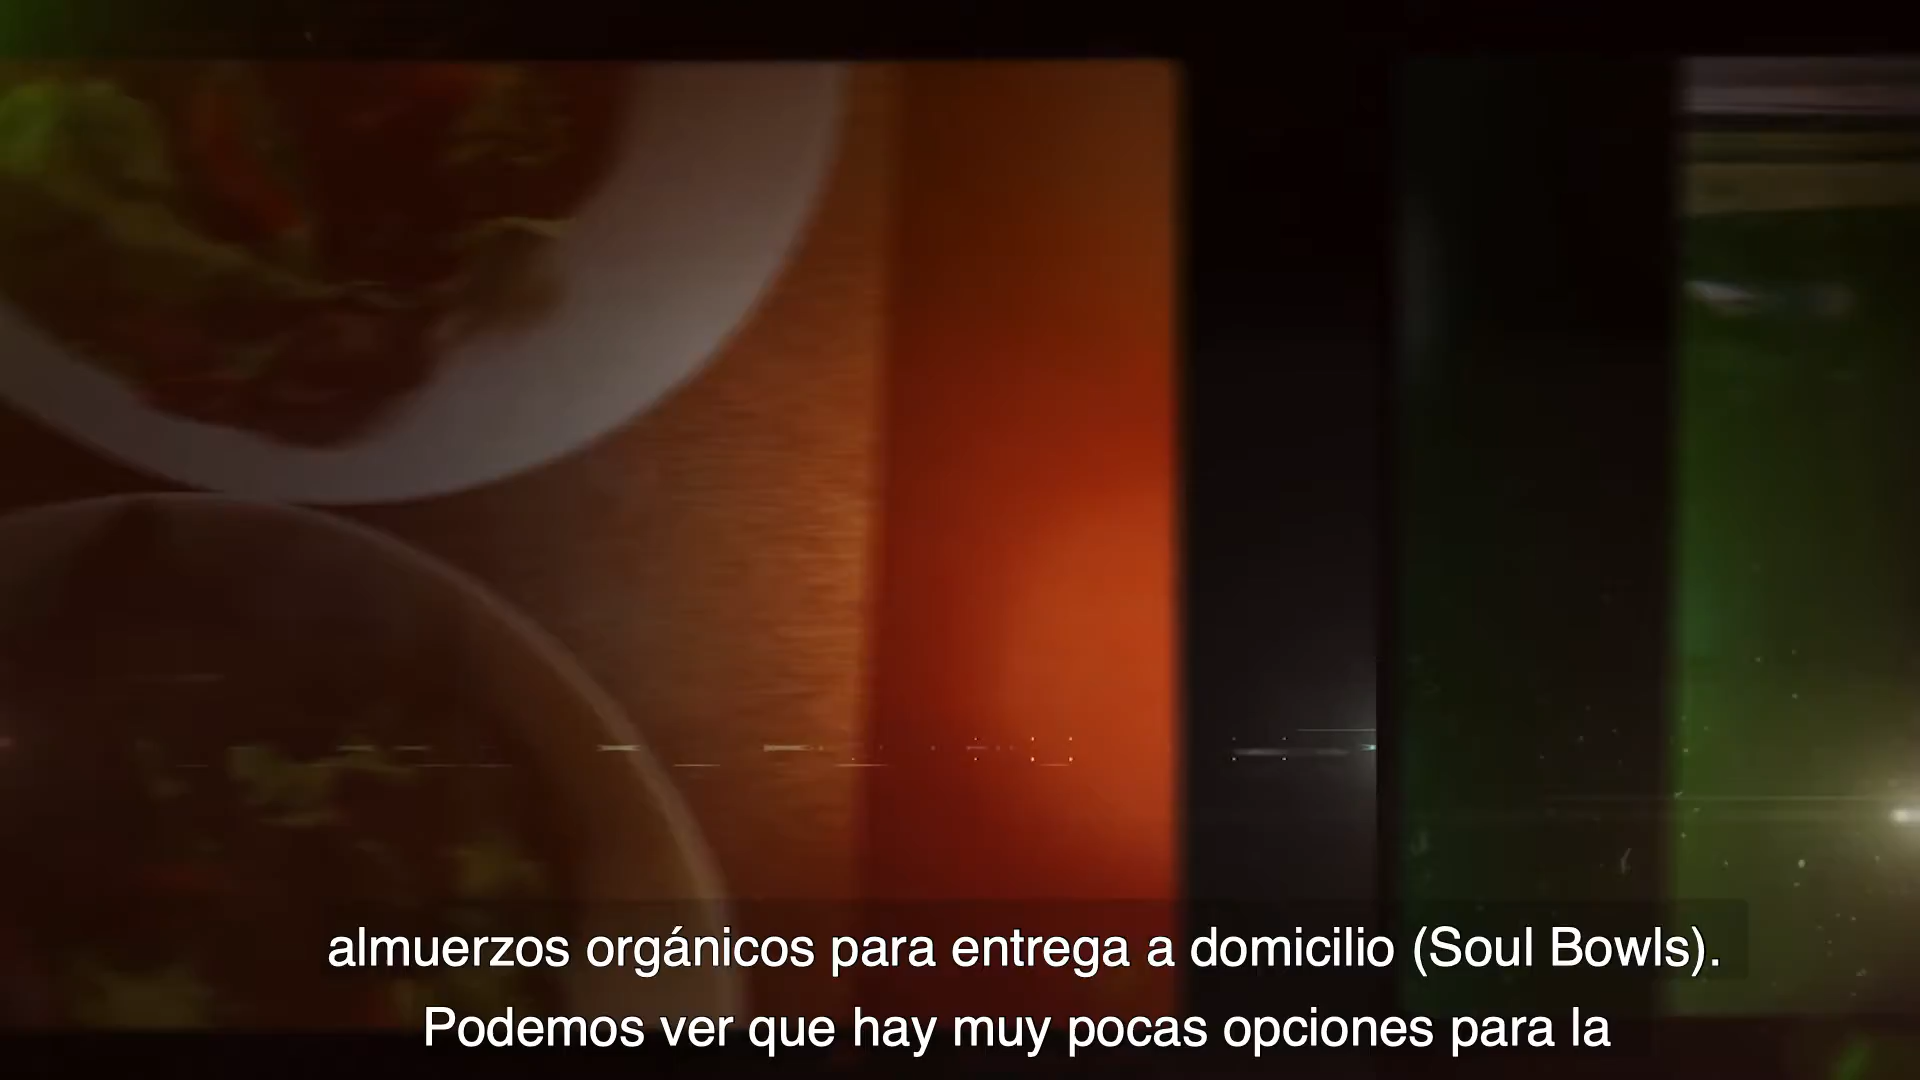 almuerzos orgánicos para entrega a domicilio (Soul Bowls).
Podemos ver que hay muy pocas opciones para la